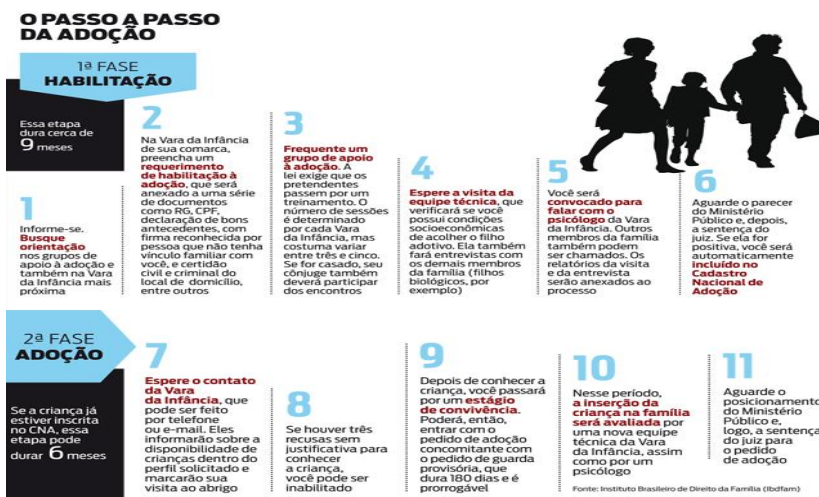 O PASSO A PASSO
DA ADOÇÃO
1ª FASE
HABILITAÇÃO
Essa etapa
dura cerca de
9 meses
1
Informe-se.
Busque
orientação
nos grupos de
apoio à adoção e
também na Vara
da Infância mais
próxima
2
Na Vara da Infância
de sua comarca,
preencha um
requerimento
de habilitação à
adoção, que será
anexado a uma série
de documentos
como RG, CPF,
declaração de bons
antecedentes, com
firma reconhecida por
pessoa que não tenha
vínculo familiar com
você, e certidão
civil e criminal do
local de domicílio,
entre outros
3
Frequente um
grupo de apoio
à adoção. A
lei exige que os
pretendentes
passem por um
treinamento. O
número de sessões
é determinado
por cada Vara
da Infância, mas
costuma variar
entre três e cinco.
Se for casado, seu
cônjuge também
deverá participar
dos encontros
4
Espere a visita da
equipe técnica, que
verificará se você
possui condições
socioeconômicas
de acolher o filho
adotivo. Ela também
fará entrevistas com
os demais membros
da família (filhos
biológicos, por
exemplo)
5
Você será
convocado para
falar com o
psicólogo da Vara
da Infância. Outros
membros da família
também podem
ser chamados. Os
relatórios da visita
e da entrevista
serão anexados ao
processo
6
Aguarde o parecer
do Ministério
Público e, depois,
a sentença do
juiz. Se ela for
positiva, você será
automaticamente
incluído no
Cadastro
Nacional de
Adoção
2ª FASE
ADOÇÃO
Se a criança já
estiver inscrita
no CNA, essa
etapa pode
durar 6 meses
7
Espere o contato
da Vara
da Infância, que
pode ser feito
por telefone
ou e-mail. Eles
informarão sobre a
disponibilidade de
crianças dentro do
perfil solicitado e
marcarão sua
visita ao abrigo
8
Se houver três
recusas sem
justificativa para
conhecer
a criança,
você pode ser
inabilitado
9
Depois de conhecer a
criança, você passará
por um estágio
de convivência.
Poderá, então,
entrar com o
pedido de adoção
concomitante com
o pedido de guarda
provisória, que
dura 180 dias e é
prorrogável
10
Nesse período,
a inserção da
criança na família
será avaliada por
uma nova equipe
técnica da Vara
da Infância, assim
como por um
psicólogo
11
Aguarde o
posicionamento
do Ministério
Público e,
logo, a sentença
do juiz para
o pedido
de adoção
Fonte: Instituto Brasileiro de Direito da Família (Ibdfam)